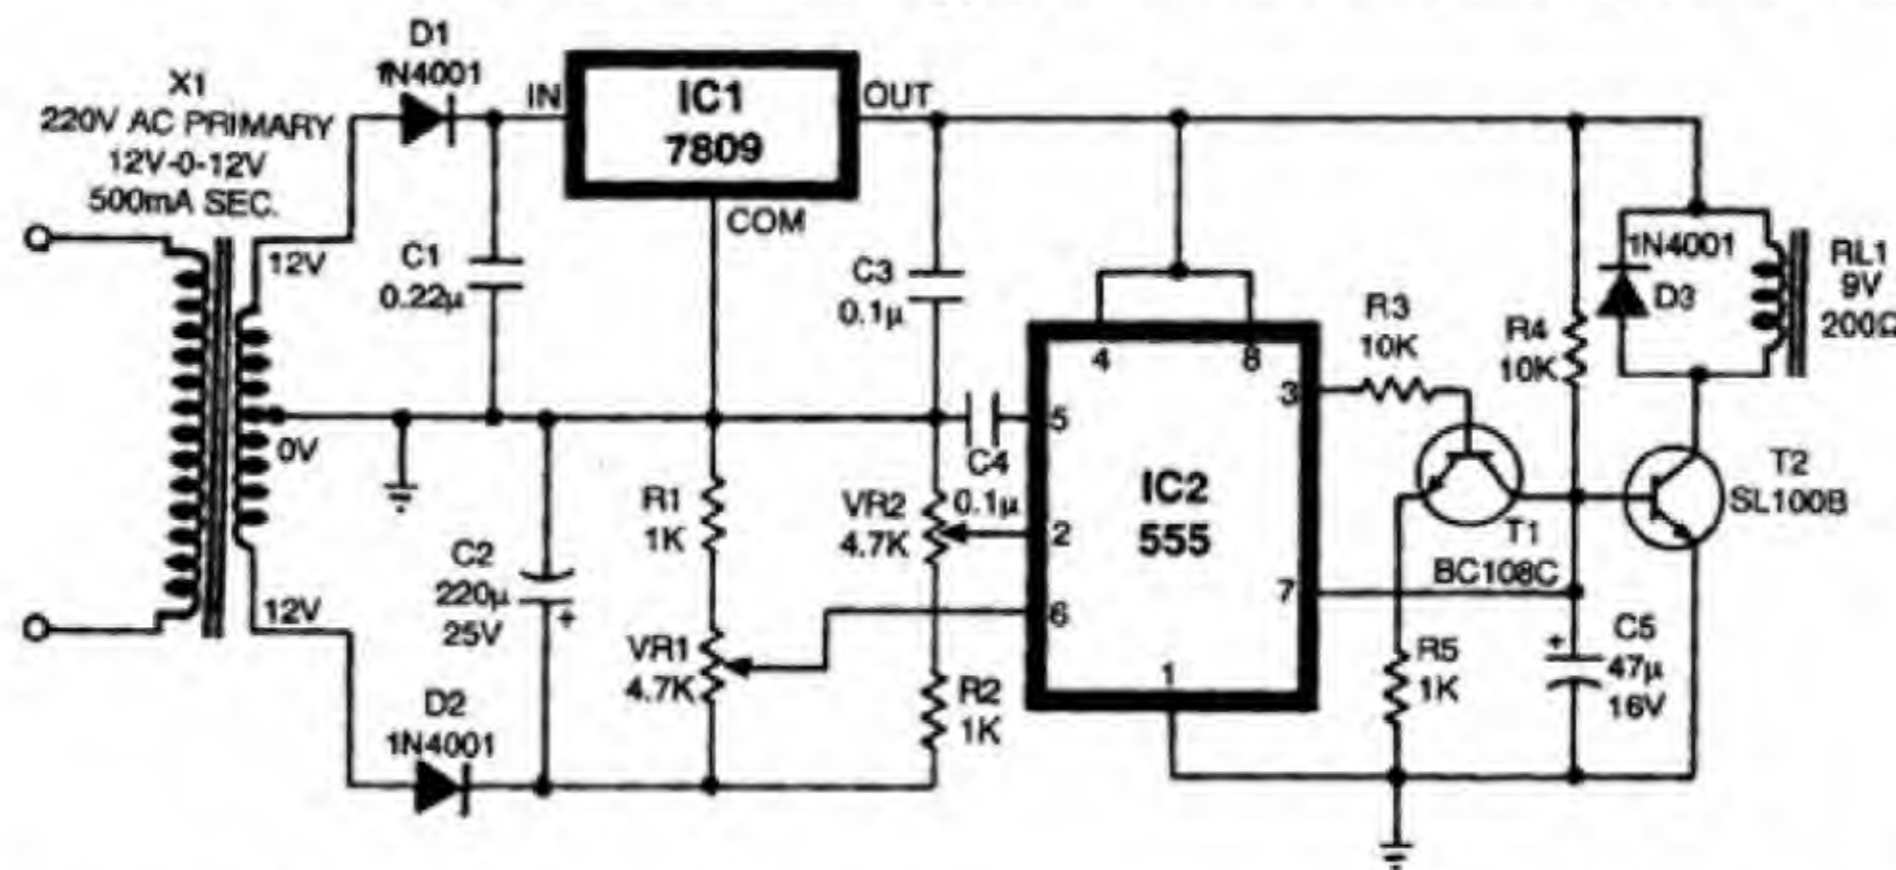 D1
1N4001
X1
220V AC PRIMARY
12V-0-12V
500mA SEC.
12V
0V
12V
IN
IC1
7809
OUT
COM
C1
0.22µ
C2
220µ
25V
+
D2
1N4001
R1
1K
VR1
4.7K
C3
0.1µ
C4
0.1µ
VR2
4.7K
R2
1K
4
8
5
2
6
3
7
1
IC2
555
R3
10K
R4
10K
T1
BC108C
R5
1K
1N4001
D3
RL1
9V
200Ω
T2
SL100B
+
C5
47µ
16V